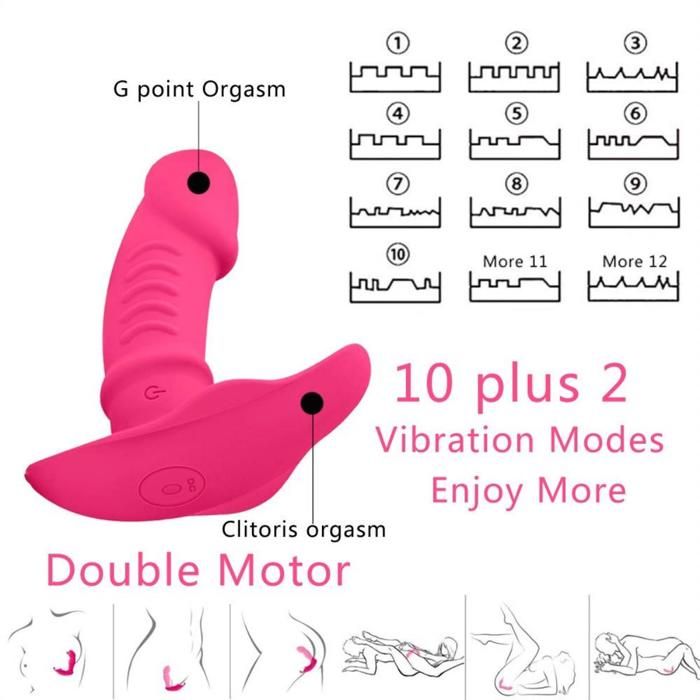 G point Orgasm
① ② ③
④ ⑤ ⑥
⑦ ⑧ ⑨
⑩ More 11 More 12
10 plus 2
Vibration Modes
Enjoy More
Clitoris orgasm
Double Motor